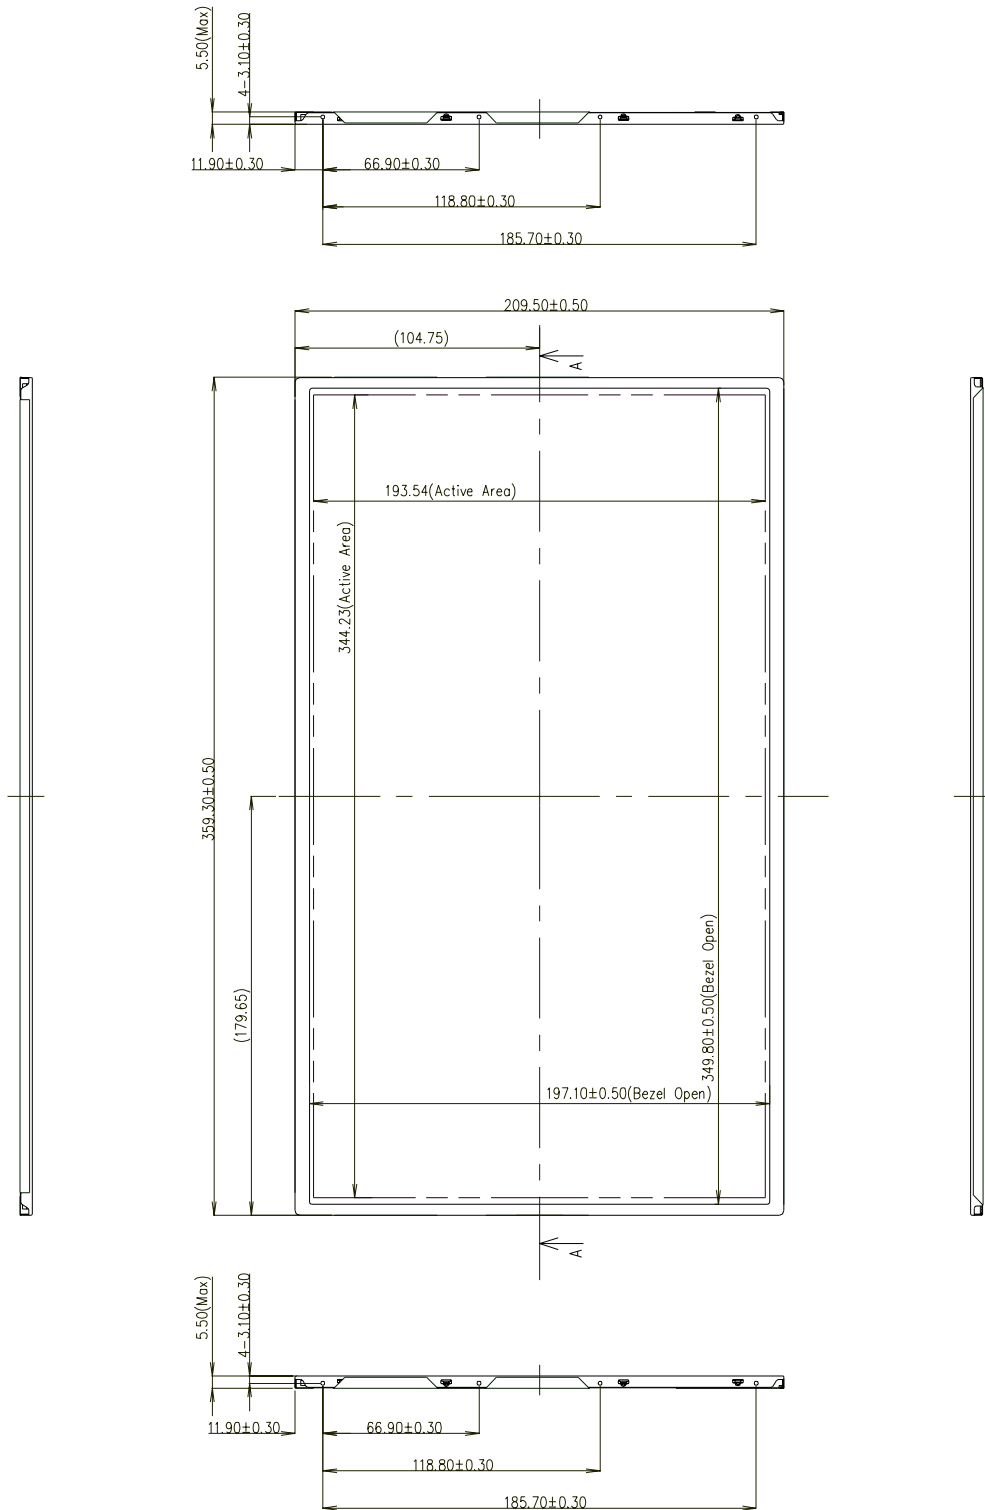 5.50(Max)
4-3.10±0.30
11.90±0.30
66.90±0.30
118.80±0.30
185.70±0.30
209.50±0.50
(104.75)
A
193.54(Active Area)
344.23(Active Area)
359.30±0.50
349.80±0.50(Bezel Open)
(179.65)
197.10±0.50(Bezel Open)
A
5.50(Max)
4-3.10±0.30
11.90±0.30
66.90±0.30
118.80±0.30
185.70±0.30